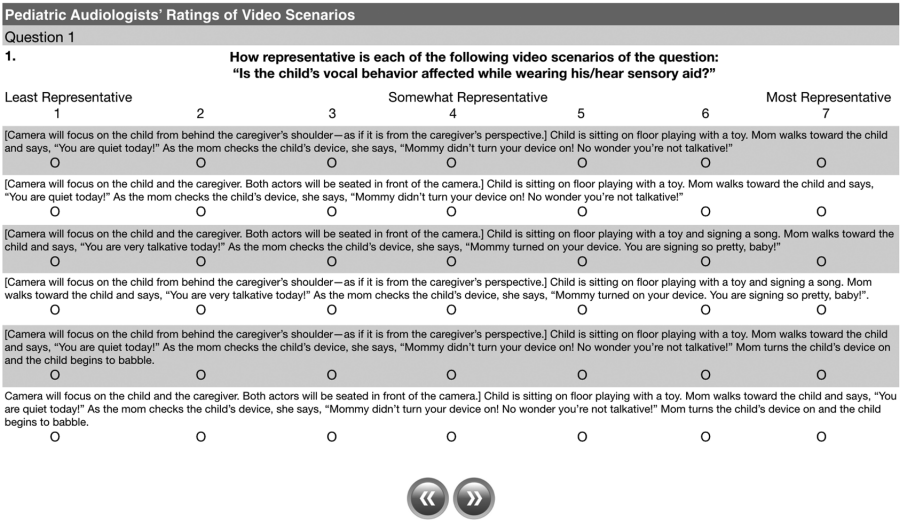 Pediatric Audiologists' Ratings of Video Scenarios
Question 1
1. How representative is each of the following video scenarios of the question:
“Is the child's vocal behavior affected while wearing his/hear sensory aid?”
Least Representative Somewhat Representative Most Representative
1 2 3 4 5 6 7
[Camera will focus on the child from behind the caregiver's shoulder—as if it is from the caregiver's perspective.] Child is sitting on floor playing with a toy. Mom walks toward the child
and says, “You are quiet today!” As the mom checks the child's device, she says, “Mommy didn't turn your device on! No wonder you're not talkative!”
O O O O O O O
[Camera will focus on the child and the caregiver. Both actors will be seated in front of the camera.] Child is sitting on floor playing with a toy. Mom walks toward the child and says,
“You are quiet today!” As the mom checks the child's device, she says, “Mommy didn't turn your device on! No wonder you're not talkative!”
O O O O O O O
[Camera will focus on the child and the caregiver. Both actors will be seated in front of the camera.] Child is sitting on floor playing with a toy and signing a song. Mom walks toward the
child and says, “You are very talkative today!” As the mom checks the child's device, she says, “Mommy turned on your device. You are signing so pretty, baby!”
O O O O O O O
[Camera will focus on the child from behind the caregiver's shoulder—as if it is from the caregiver's perspective.] Child is sitting on floor playing with a toy and signing a song. Mom
walks toward the child and says, “You are very talkative today!” As the mom checks the child's device, she says, “Mommy turned on your device. You are signing so pretty, baby!”.
O O O O O O O
[Camera will focus on the child from behind the caregiver's shoulder—as if it is from the caregiver's perspective.] Child is sitting on floor playing with a toy. Mom walks toward the child
and says, “You are quiet today!” As the mom checks the child's device, she says, “Mommy didn't turn your device on! No wonder you're not talkative!” Mom turns the child's device on
and the child begins to babble.
O O O O O O O
Camera will focus on the child and the caregiver. Both actors will be seated in front of the camera.] Child is sitting on floor playing with a toy. Mom walks toward the child and says, “You
are quiet today!” As the mom checks the child's device, she says, “Mommy didn't turn your device on! No wonder you're not talkative!” Mom turns the child's device on and the child
begins to babble.
O O O O O O O